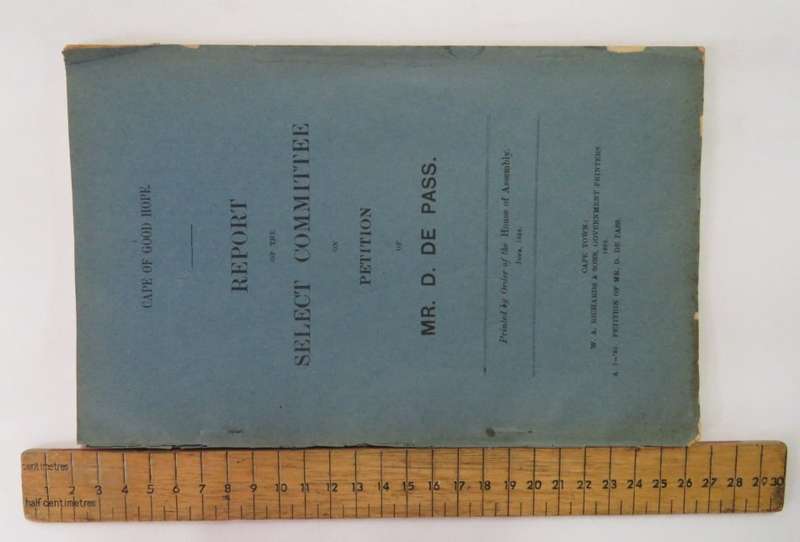 CAPE OF GOOD HOPE.
REPORT
OF THE
SELECT COMMITTEE
ON
PETITION
OF
MR. D. DE PASS.
Printed by Order of the House of Assembly.
CAPE TOWN:
W. A. RICHARDS & SONS, GOVERNMENT PRINTERS
PETITION OF MR. D. DE PASS.
centimetres
1 2 3 4 5 6 7 8 9 10 11 12 13 14 15 16 17 18 19 20 21 22 23 24 25 26 27 28 29 30
half centimetres